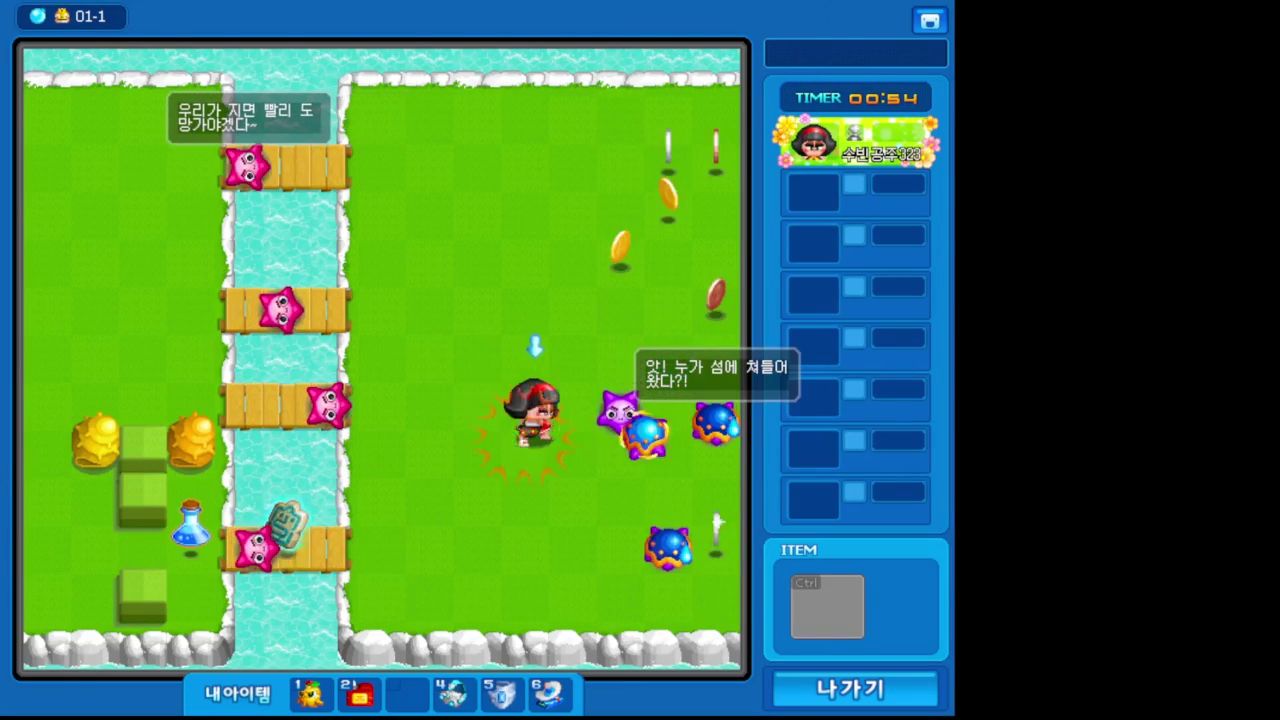 01-1
우리가 지면 빨리 도
망가야겠다~
TIMER 00:54
수빈공주323
앗! 누가 섬에 쳐들어
왔다?!
ITEM
Ctrl
내아이템 1 2 4 5 6
나가기